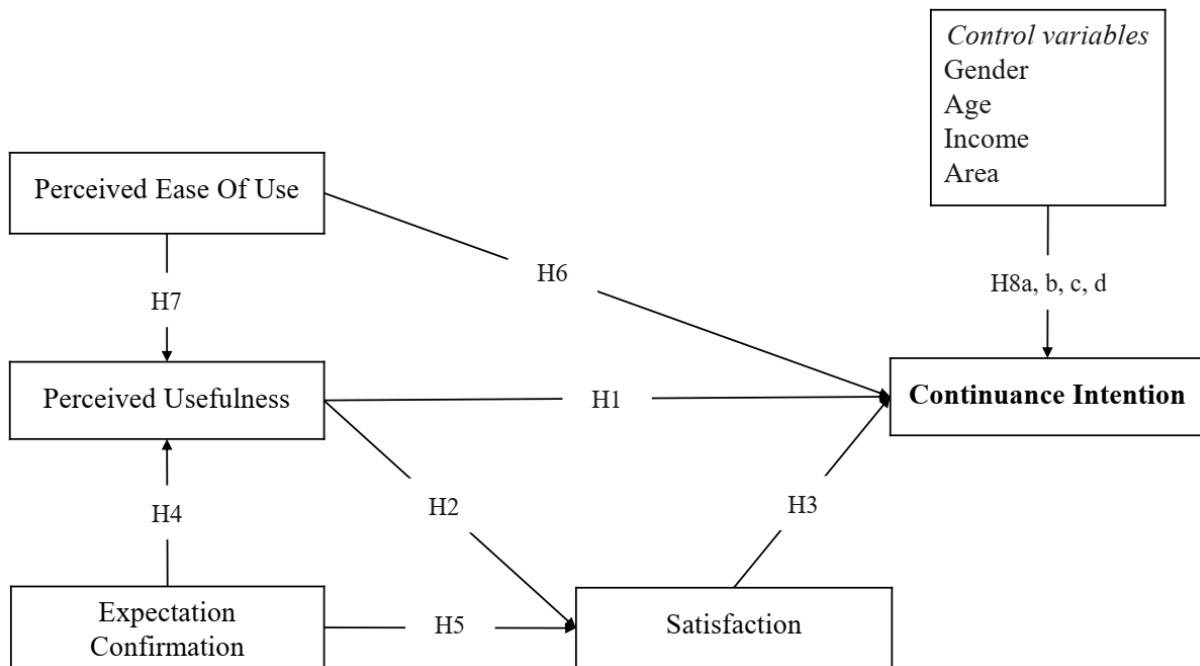 Control variables
Gender
Age
Income
Area
Perceived Ease Of Use
H6
H8a, b, c, d
H7
Perceived Usefulness
H1
Continuance Intention
H2
H3
H4
Expectation
Confirmation
H5
Satisfaction